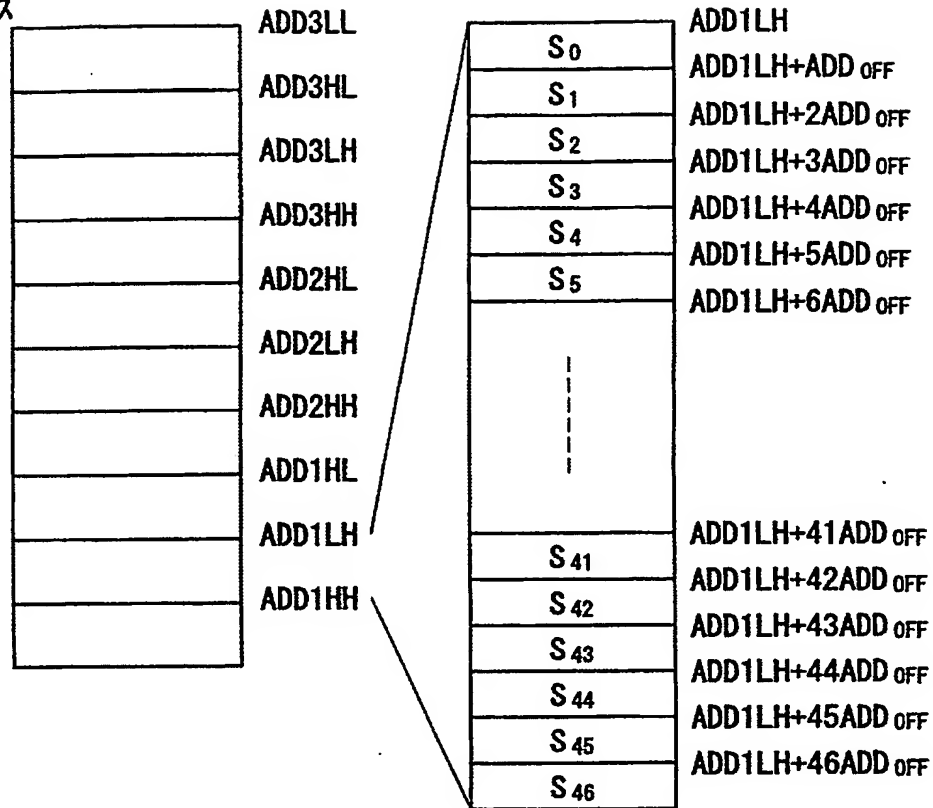 ス
ADD3LL
ADD3HL
ADD3LH
ADD3HH
ADD2HL
ADD2LH
ADD2HH
ADD1HL
ADD1LH
ADD1HH
ADD1LH
S0
ADD1LH+ADD OFF
S1
ADD1LH+2ADD OFF
S2
ADD1LH+3ADD OFF
S3
ADD1LH+4ADD OFF
S4
ADD1LH+5ADD OFF
S5
ADD1LH+6ADD OFF
ADD1LH+41ADD OFF
S41
ADD1LH+42ADD OFF
S42
ADD1LH+43ADD OFF
S43
ADD1LH+44ADD OFF
S44
ADD1LH+45ADD OFF
S45
ADD1LH+46ADD OFF
S46